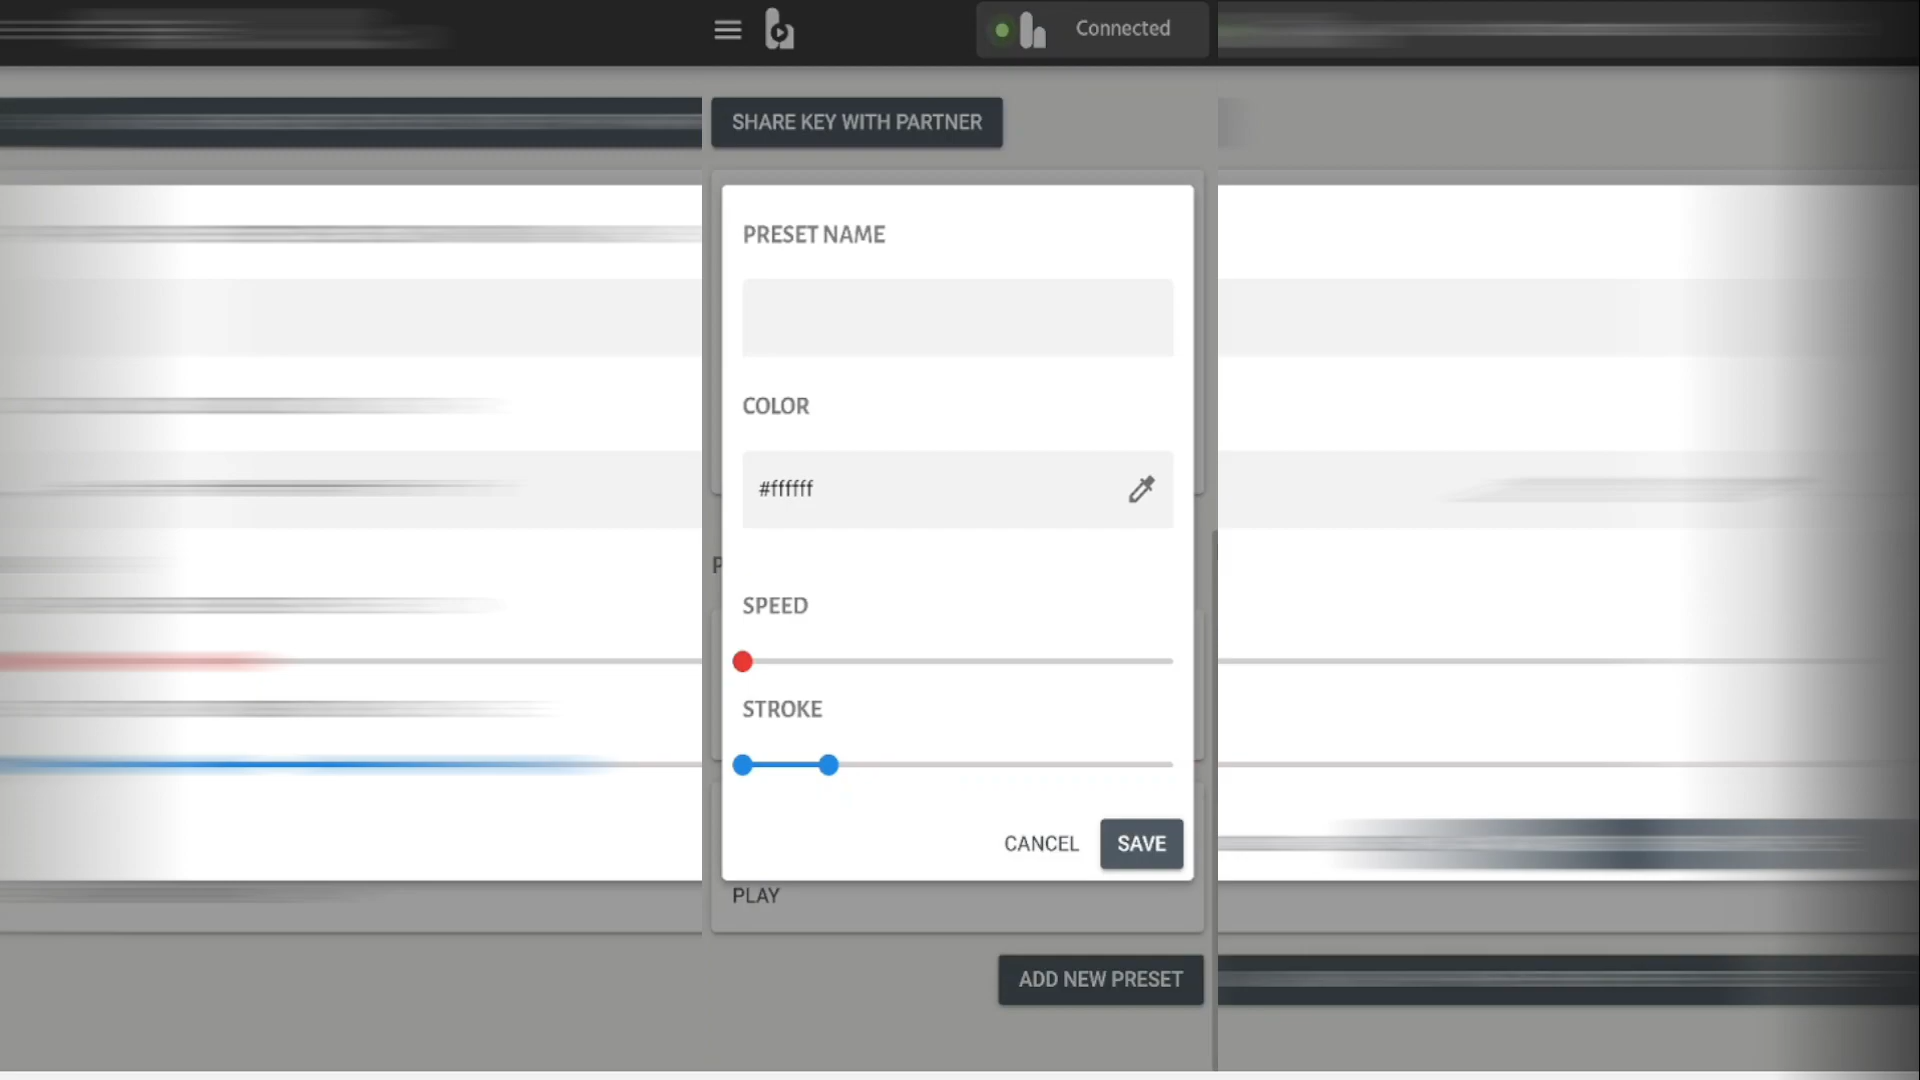 Connected
SHARE KEY WITH PARTNER
PRESET NAME
COLOR
#ffffff
P
SPEED
STROKE
CANCEL
SAVE
PLAY
ADD NEW PRESET